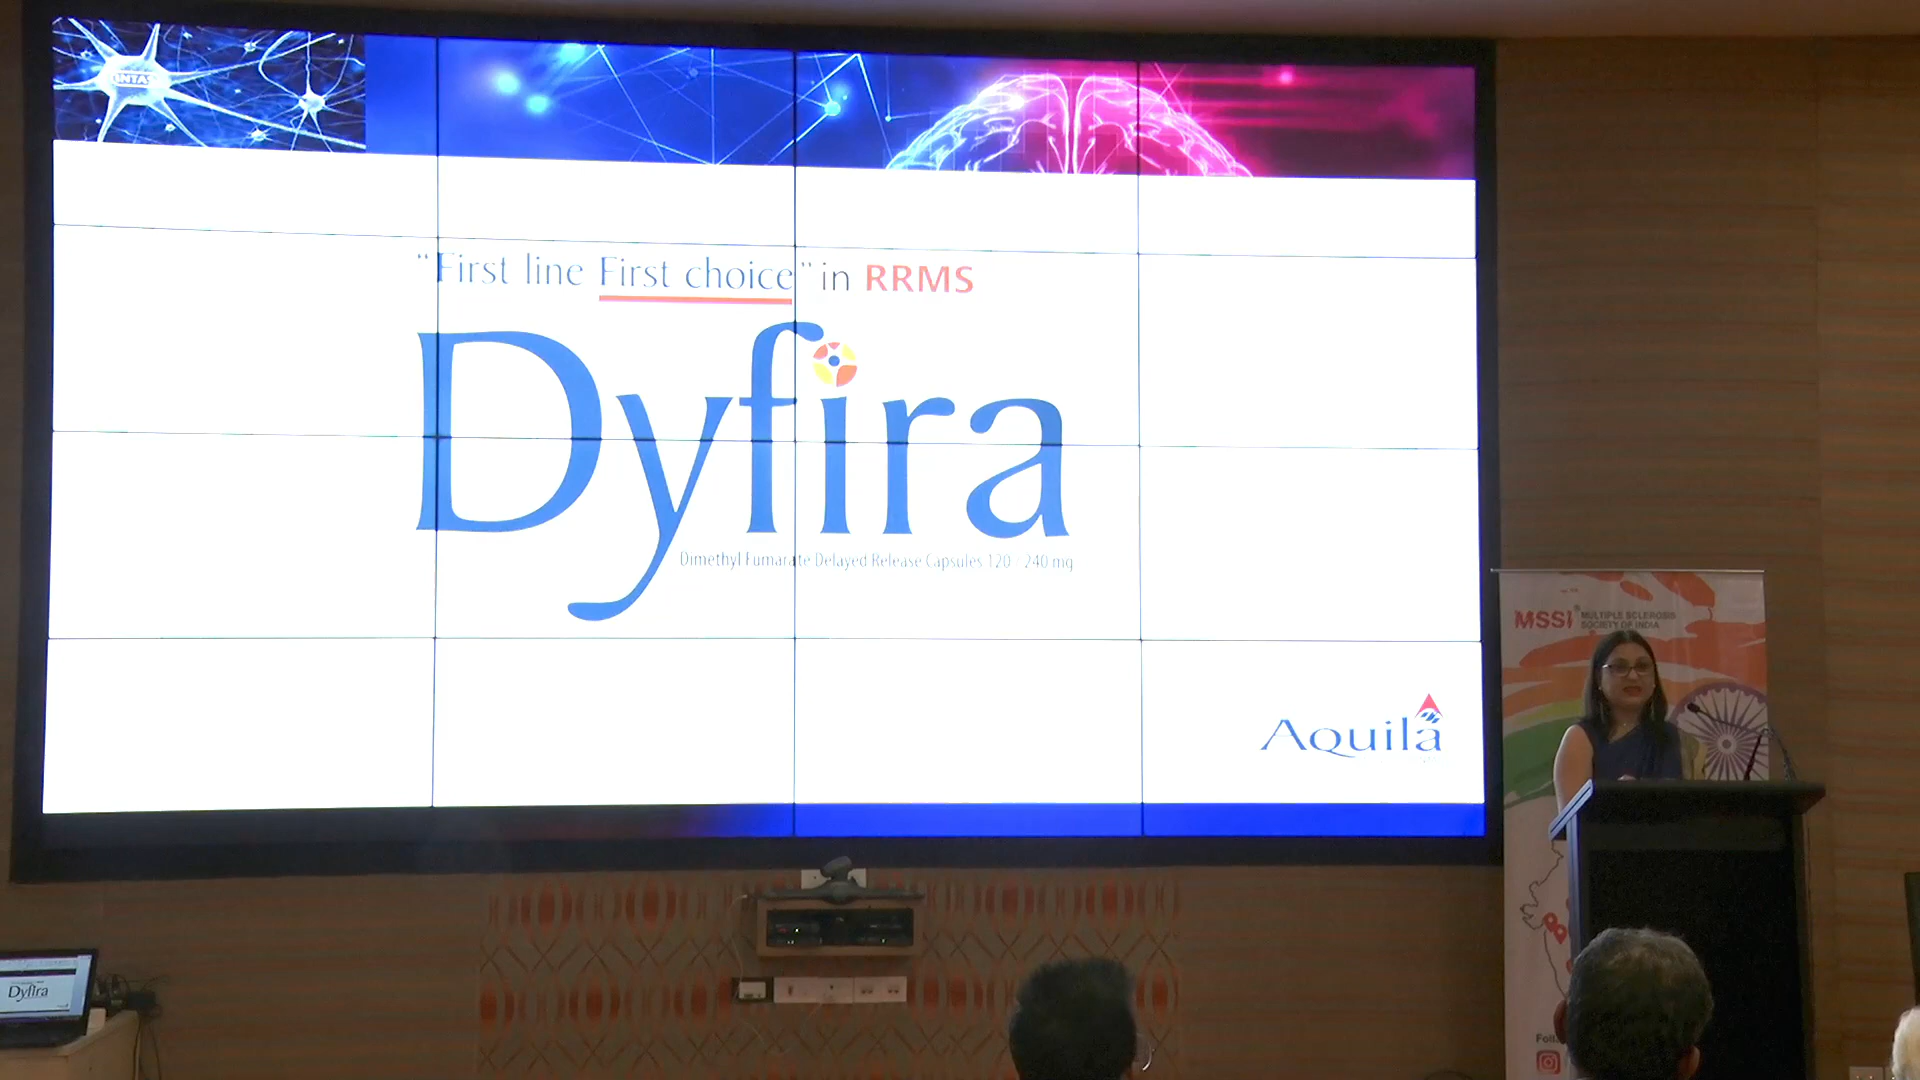 INTAS
"First line First choice" in RRMS
Dyfira
Dimethyl Fumarate Delayed Release Capsules 120 / 240 mg
Aquila
MSSI MULTIPLE SCLEROSIS
SOCIETY OF INDIA
Dyfira